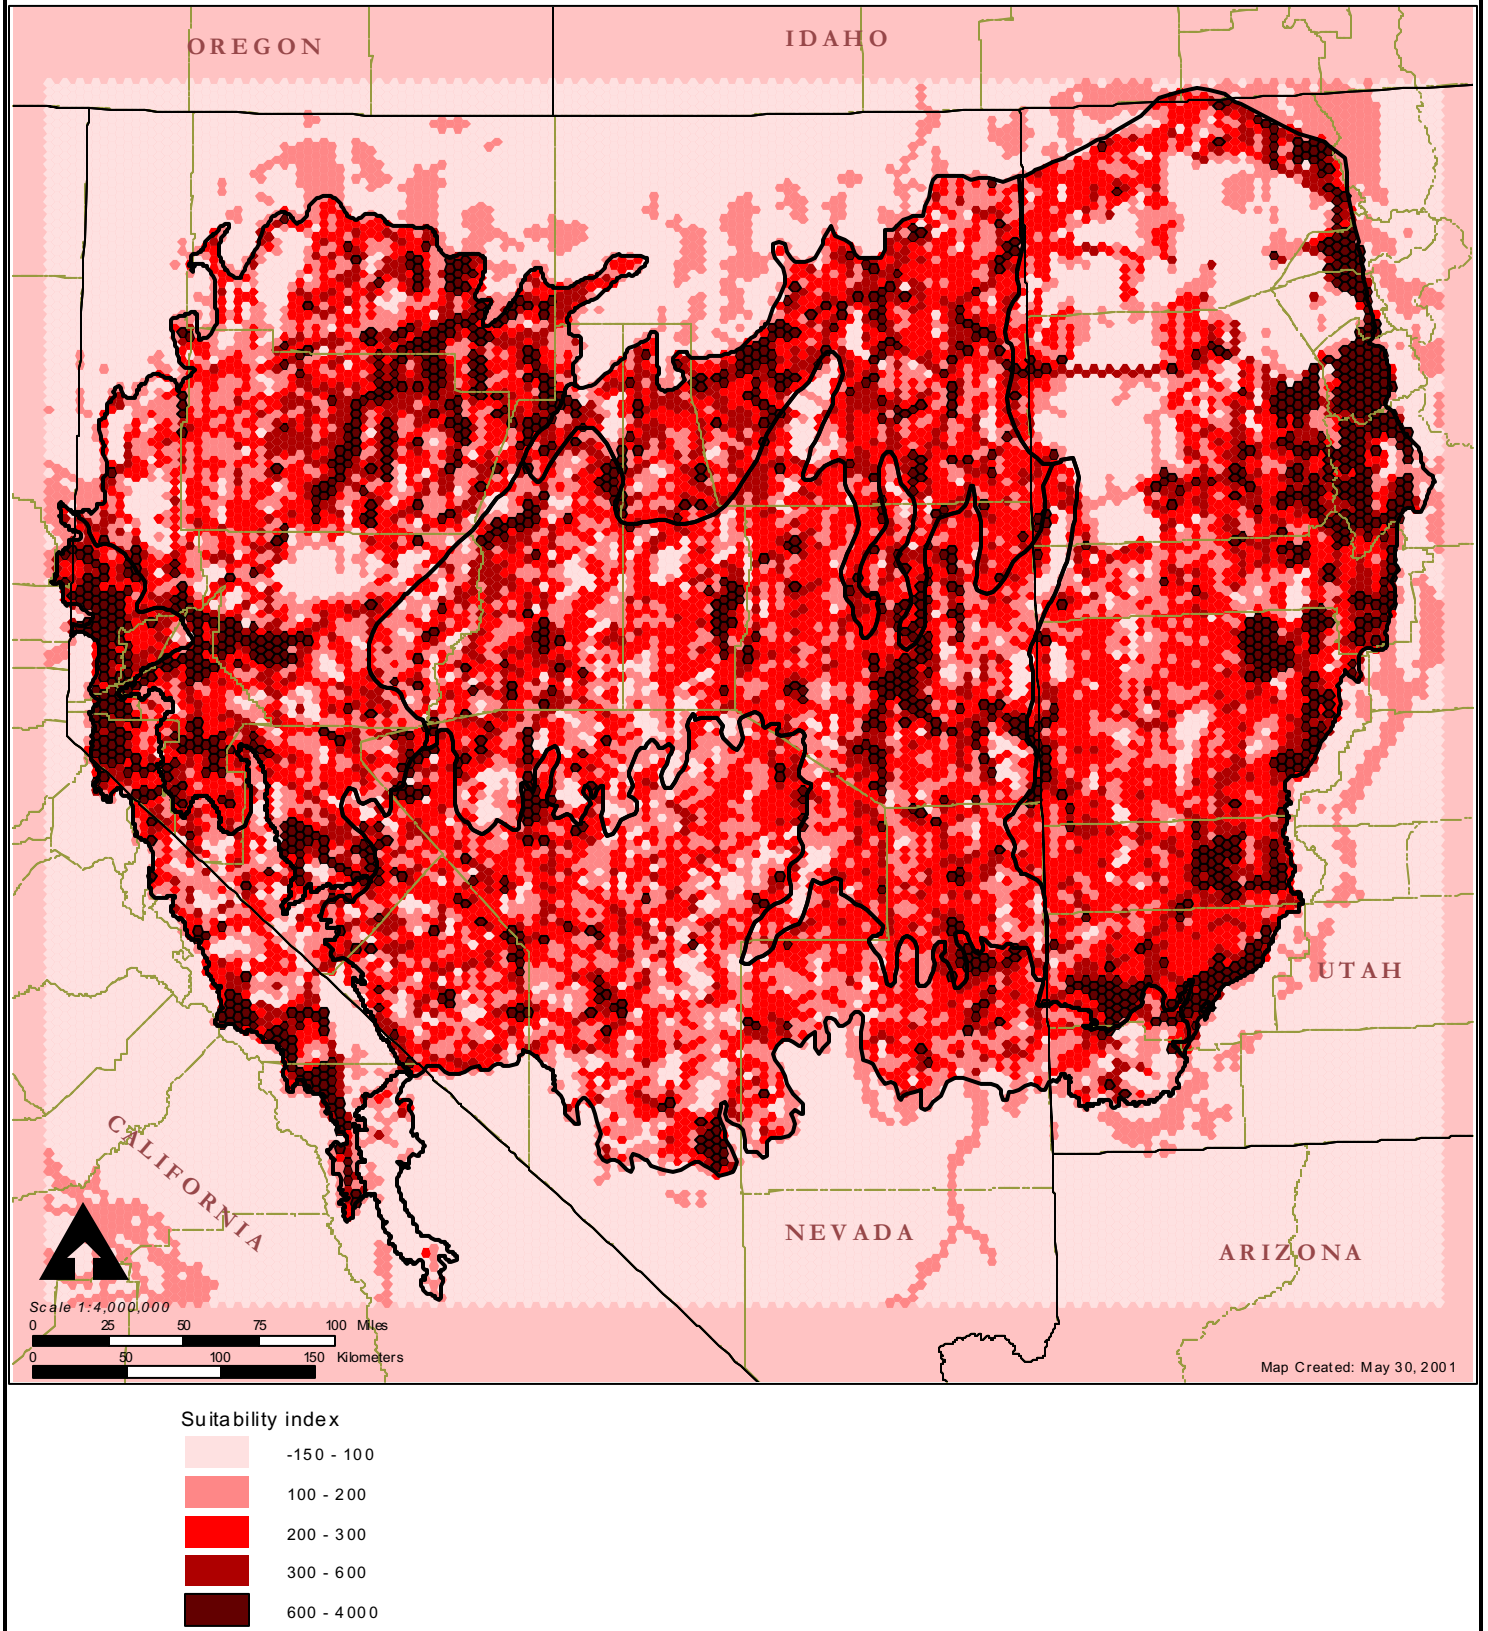 OREGON
IDAHO
UTAH
CALIFORNIA
NEVADA
ARIZONA
Scale 1:4,000,000
0 25 50 75 100 Miles
0 50 100 150 Kilometers
Map Created: May 30, 2001
Suitability index
-150 - 100
100 - 200
200 - 300
300 - 600
600 - 4000